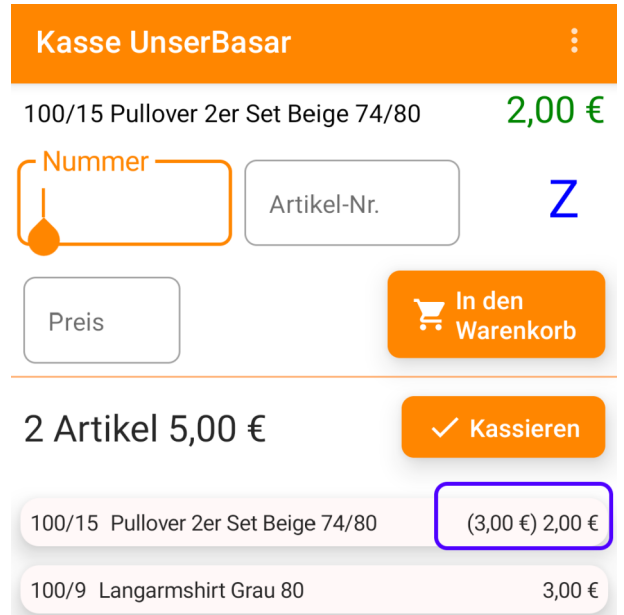 Kasse UnserBasar
100/15 Pullover 2er Set Beige 74/80 2,00 €
Nummer
Artikel-Nr.
Z
Preis
In den
Warenkorb
2 Artikel 5,00 €
Kassieren
100/15 Pullover 2er Set Beige 74/80 (3,00 €) 2,00 €
100/9 Langarmshirt Grau 80 3,00 €